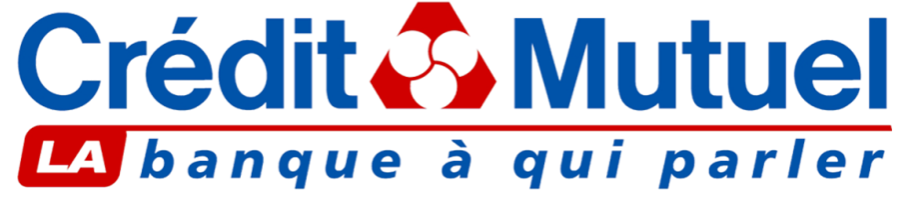 Crédit Mutuel
LA banque à qui parler